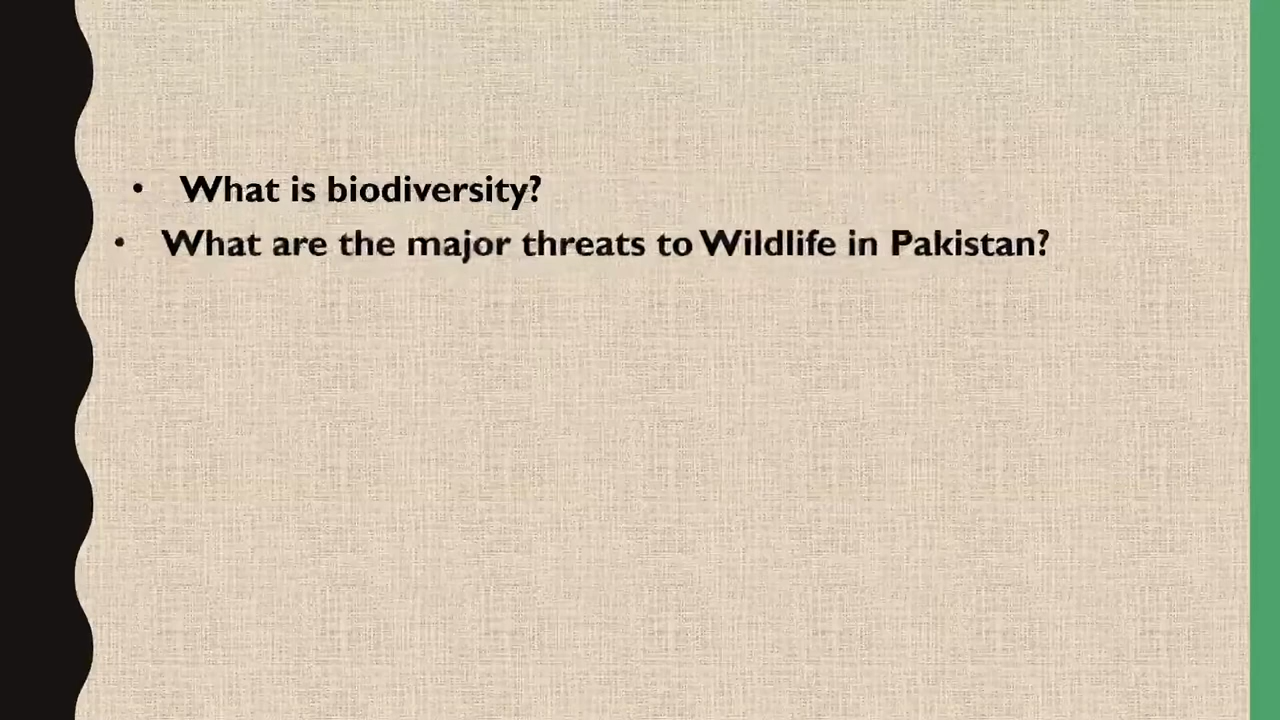 • What is biodiversity?
• What are the major threats to Wildlife in Pakistan?